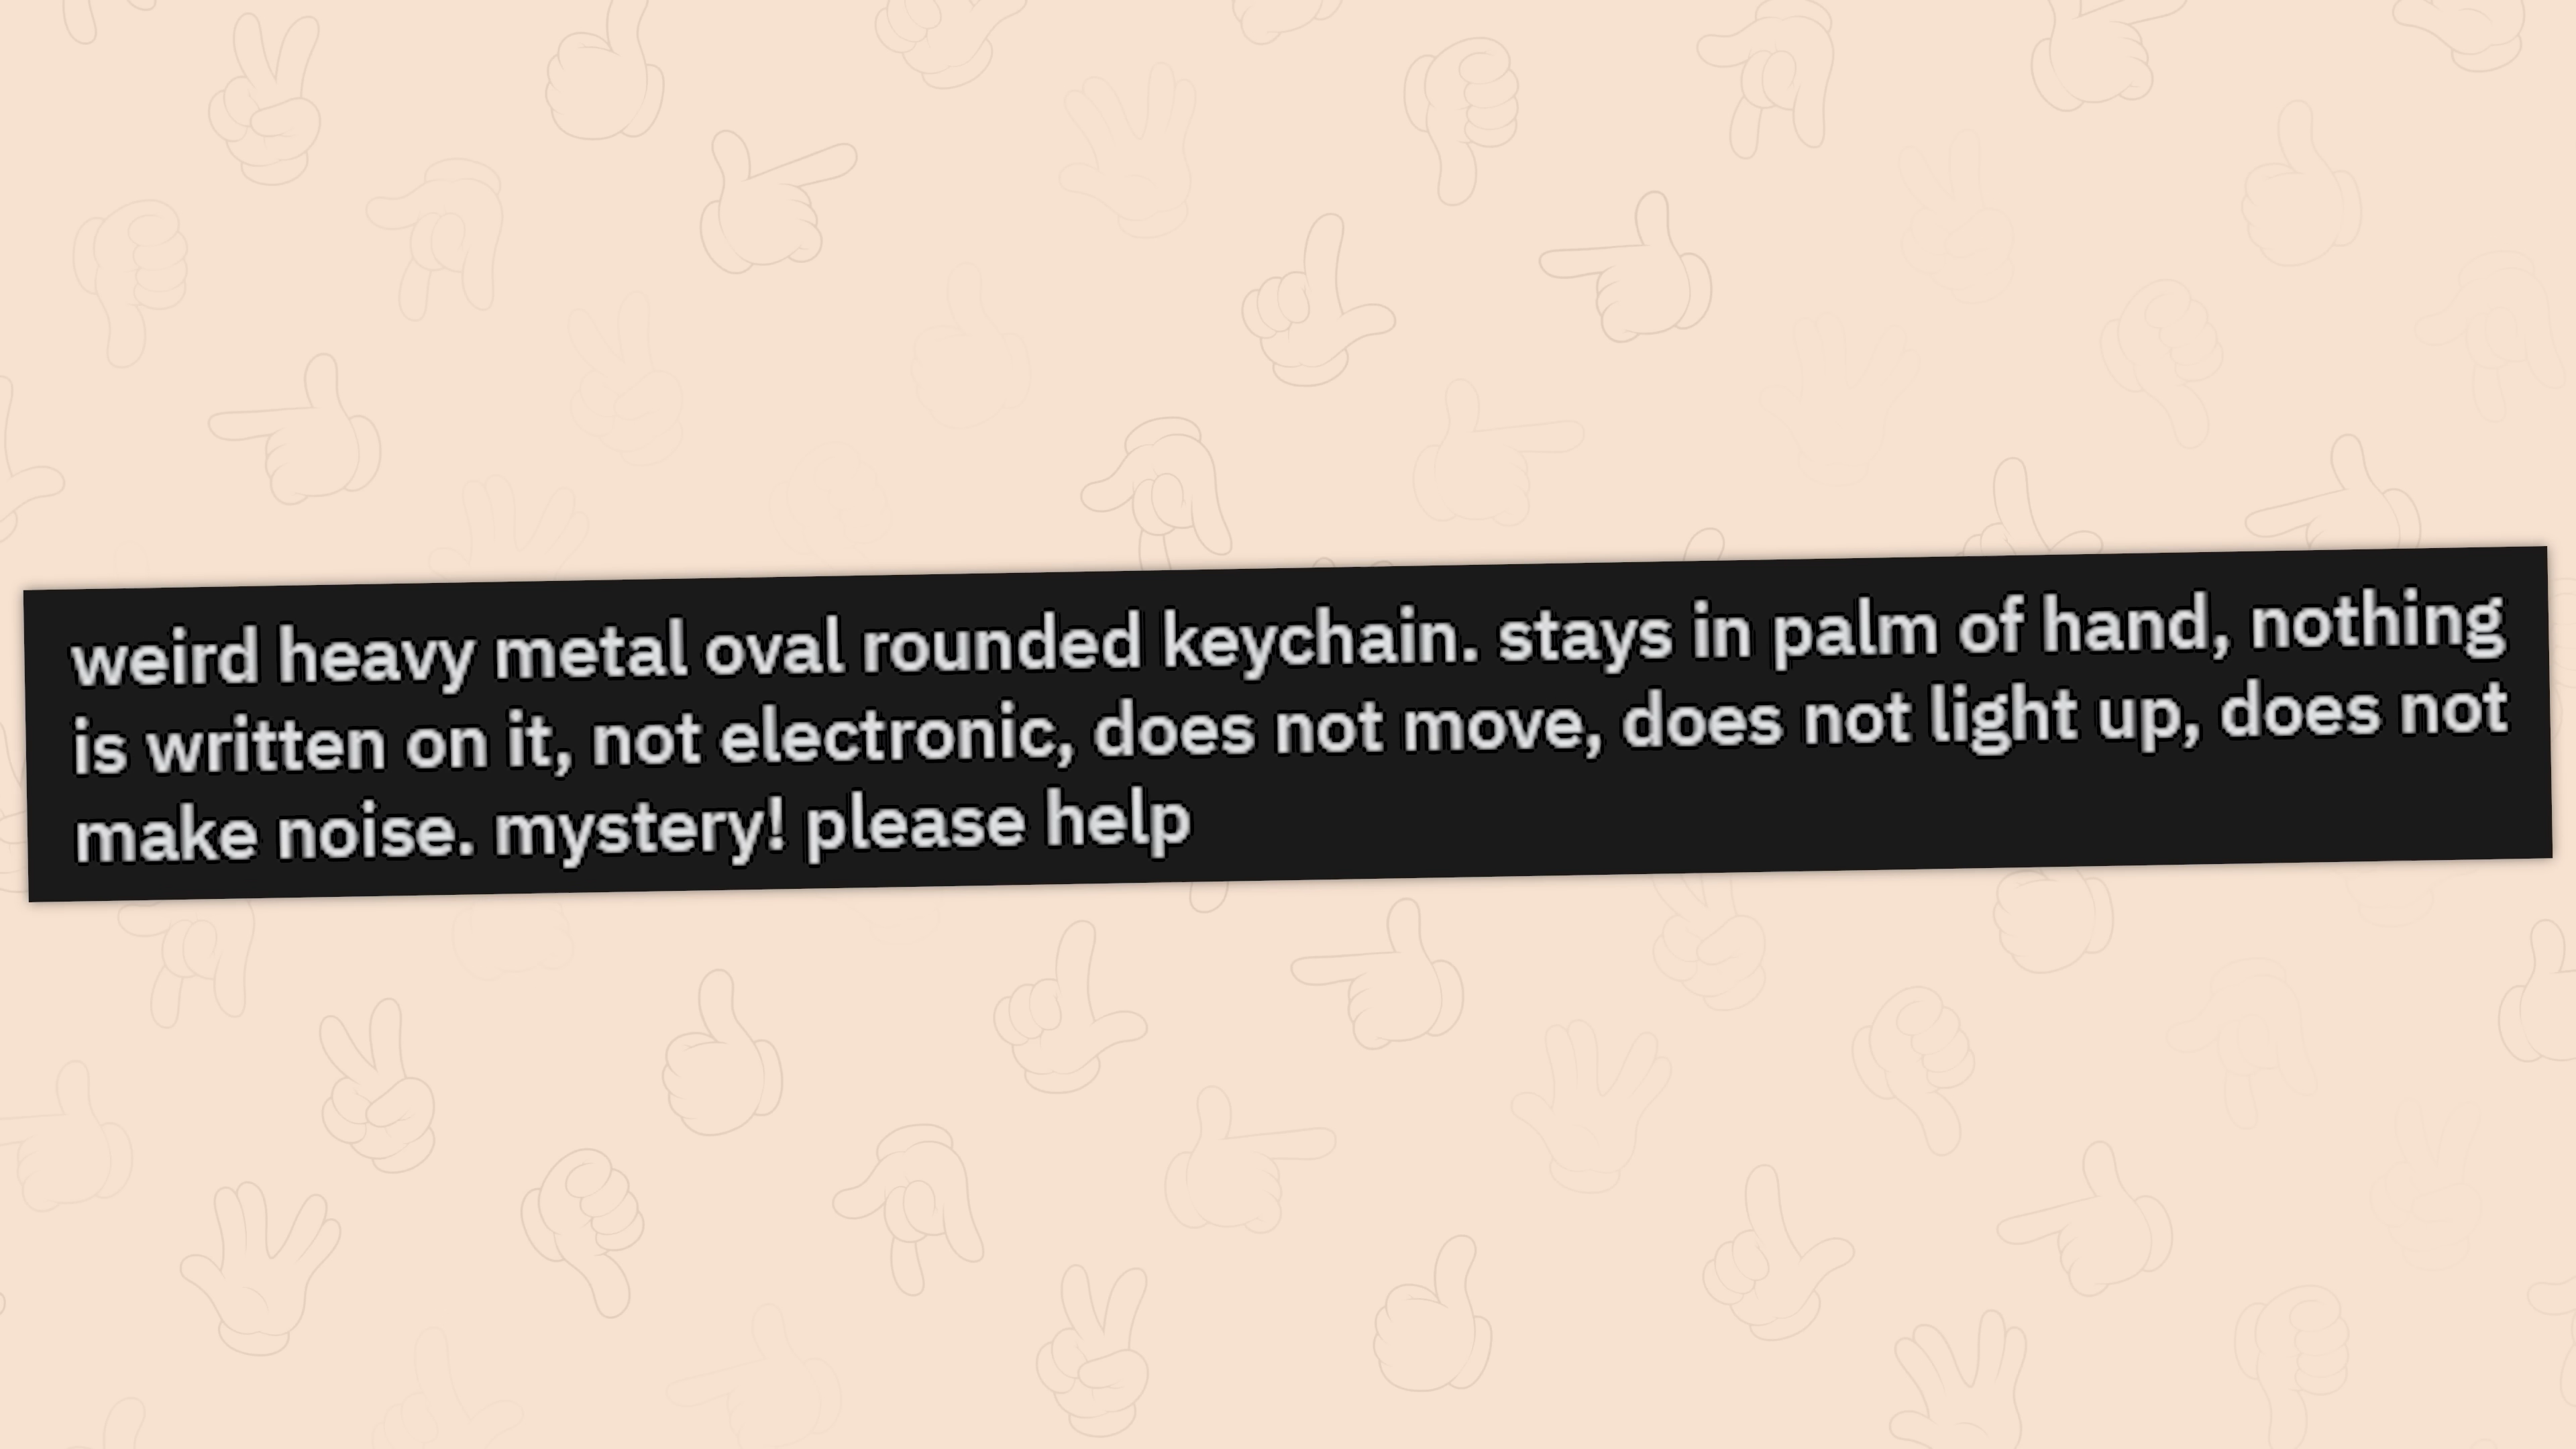 weird heavy metal oval rounded keychain. stays in palm of hand, nothing
is written on it, not electronic, does not move, does not light up, does not
make noise. mystery! please help